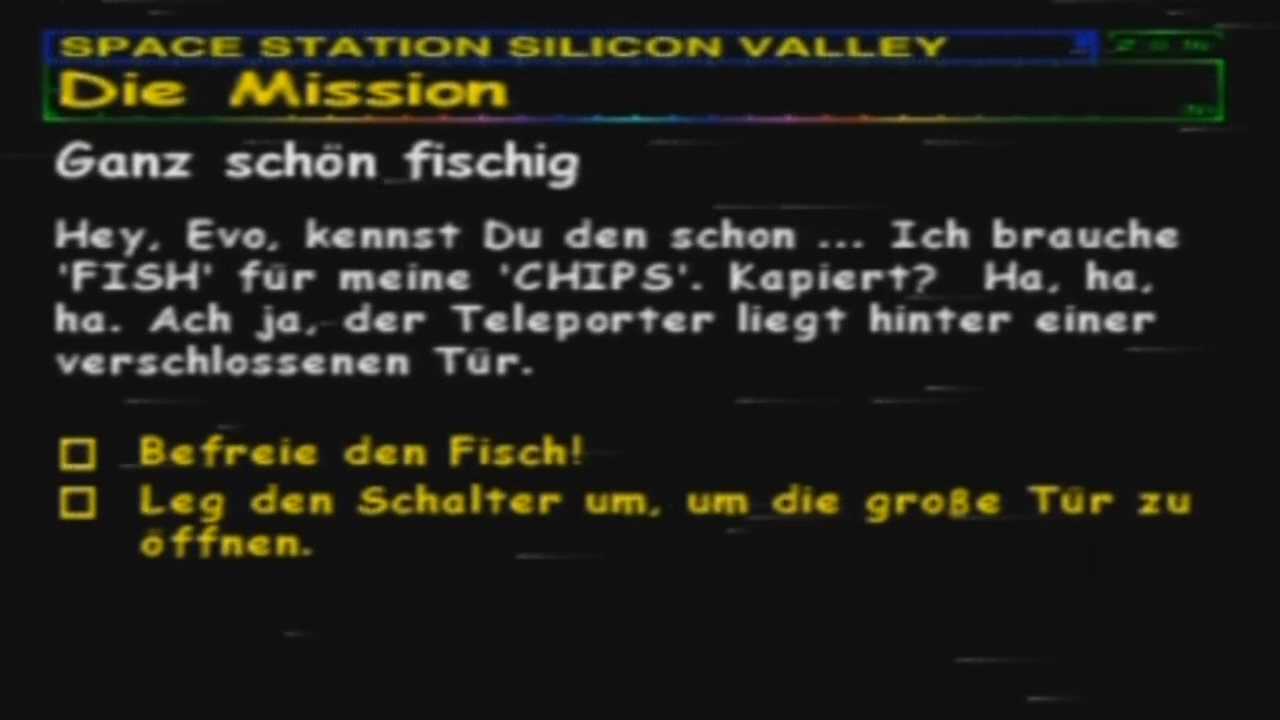 SPACE STATION SILICON VALLEY
Die Mission
Ganz schön fischig
Hey, Evo, kennst Du den schon ... Ich brauche
'FISH' für meine 'CHIPS'. Kapiert? Ha, ha,
ha. Ach ja, der Teleporter liegt hinter einer
verschlossenen Tür.
Befreie den Fisch!
Leg den Schalter um, um die große Tür zu
öffnen.